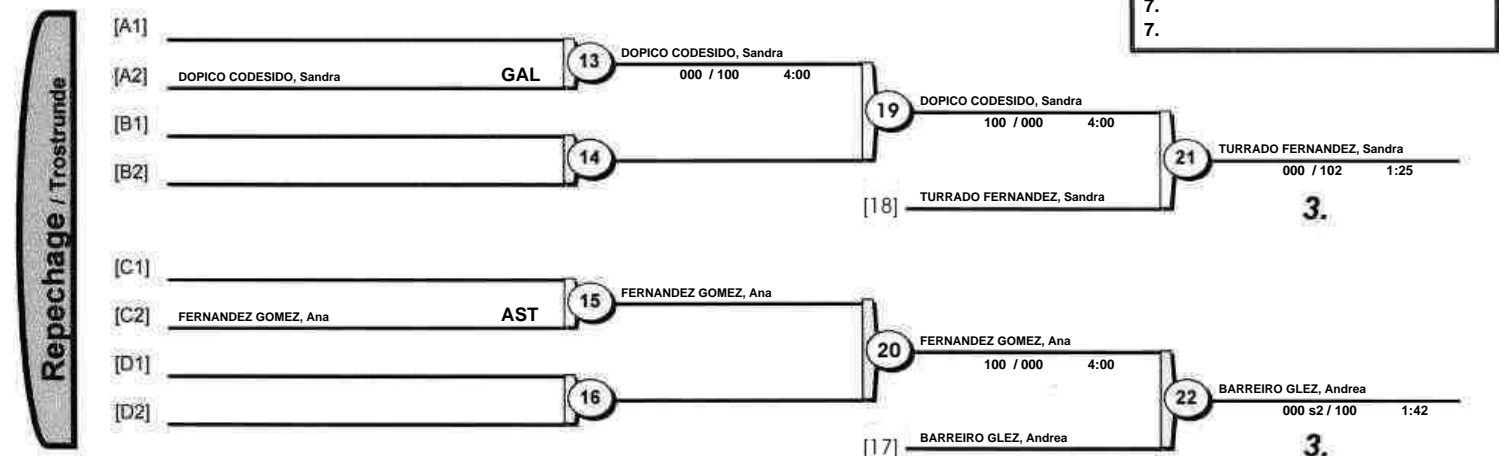 7.
7.
Repechage / Trostrunde
[A1]
[A2] DOPICO CODESIDO, Sandra GAL
13
DOPICO CODESIDO, Sandra
000 / 100 4:00
[B1]
[B2]
14
19
DOPICO CODESIDO, Sandra
100 / 000 4:00
[18] TURRADO FERNANDEZ, Sandra
21
TURRADO FERNANDEZ, Sandra
000 / 102 1:25
3.
[C1]
[C2] FERNANDEZ GOMEZ, Ana AST
15
FERNANDEZ GOMEZ, Ana
[D1]
[D2]
16
20
FERNANDEZ GOMEZ, Ana
100 / 000 4:00
[17] BARREIRO GLEZ, Andrea
22
BARREIRO GLEZ, Andrea
000 s2 / 100 1:42
3.